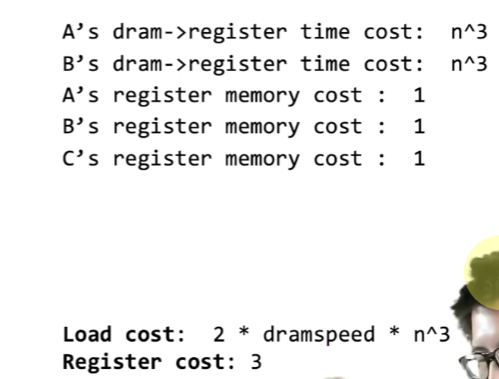 A's dram->register time cost:  n^3
B's dram->register time cost:  n^3
A's register memory cost :  1
B's register memory cost :  1
C's register memory cost :  1
Load cost:  2 * dramspeed * n^3
Register cost: 3